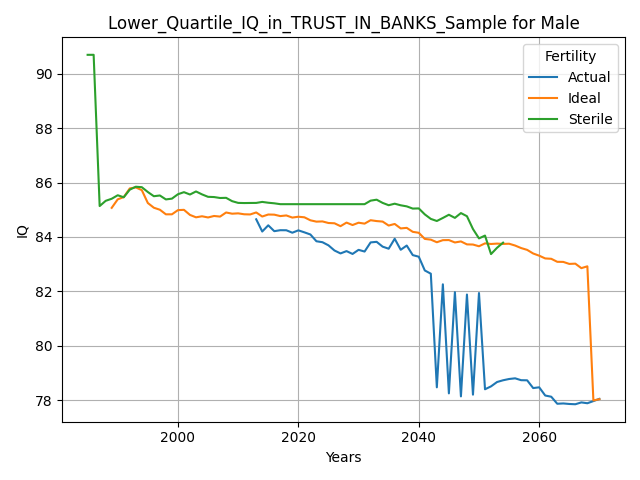 Lower_Quartile_IQ_in_TRUST_IN_BANKS_Sample for Male
Fertility
Actual
Ideal
Sterile
IQ
90
88
86
84
82
80
78
2000
2020
2040
2060
Years